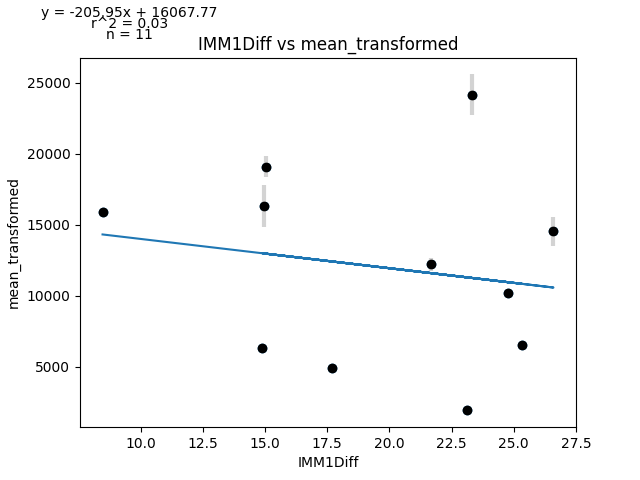 y = -205.95x + 16067.77
r^2 = 0.03
n = 11
IMM1Diff vs mean_transformed
25000
20000
15000
10000
5000
mean_transformed
10.0 12.5 15.0 17.5 20.0 22.5 25.0 27.5
IMM1Diff